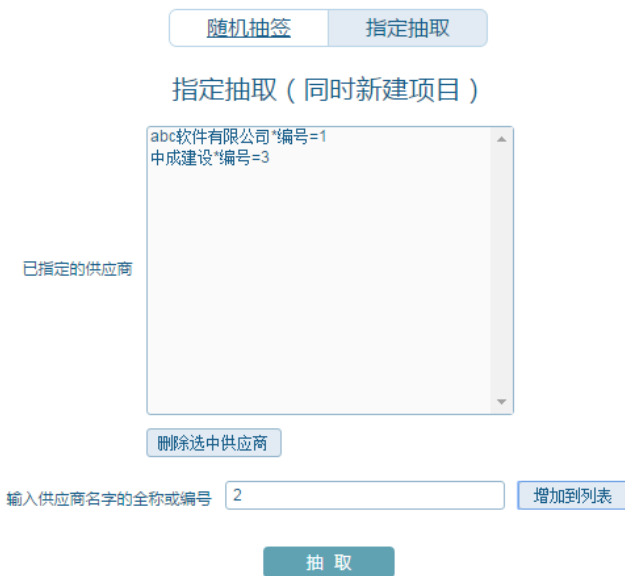 随机抽签 指定抽取
指定抽取（同时新建项目）
abc软件有限公司*编号=1
中成建设*编号=3
已指定的供应商
删除选中供应商
输入供应商名字的全称或编号 2 增加到列表
抽 取